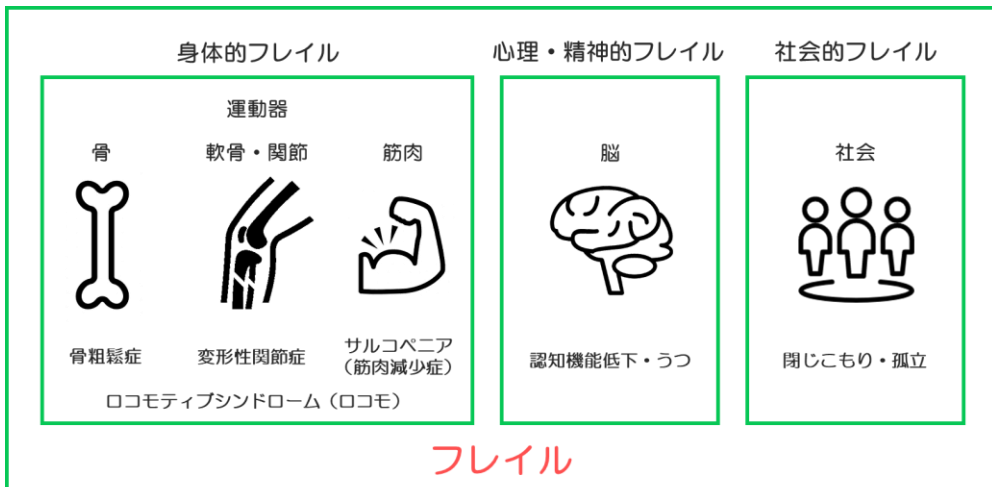 身体的フレイル
心理・精神的フレイル
社会的フレイル
運動器
骨
軟骨・関節
筋肉
脳
社会
骨粗鬆症
変形性関節症
サルコペニア
(筋肉減少症)
認知機能低下・うつ
閉じこもり・孤立
ロコモティブシンドローム(ロコモ)
フレイル